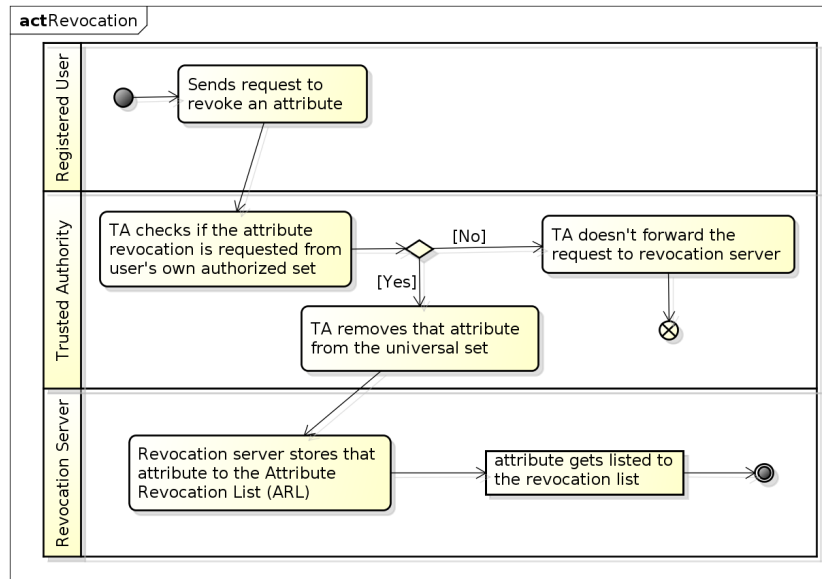 actRevocation
Registered User
Sends request to
revoke an attribute
Trusted Authority
TA checks if the attribute
revocation is requested from
user's own authorized set
[No]
TA doesn't forward the
request to revocation server
[Yes]
TA removes that attribute
from the universal set
Revocation Server
Revocation server stores that
attribute to the Attribute
Revocation List (ARL)
attribute gets listed to
the revocation list